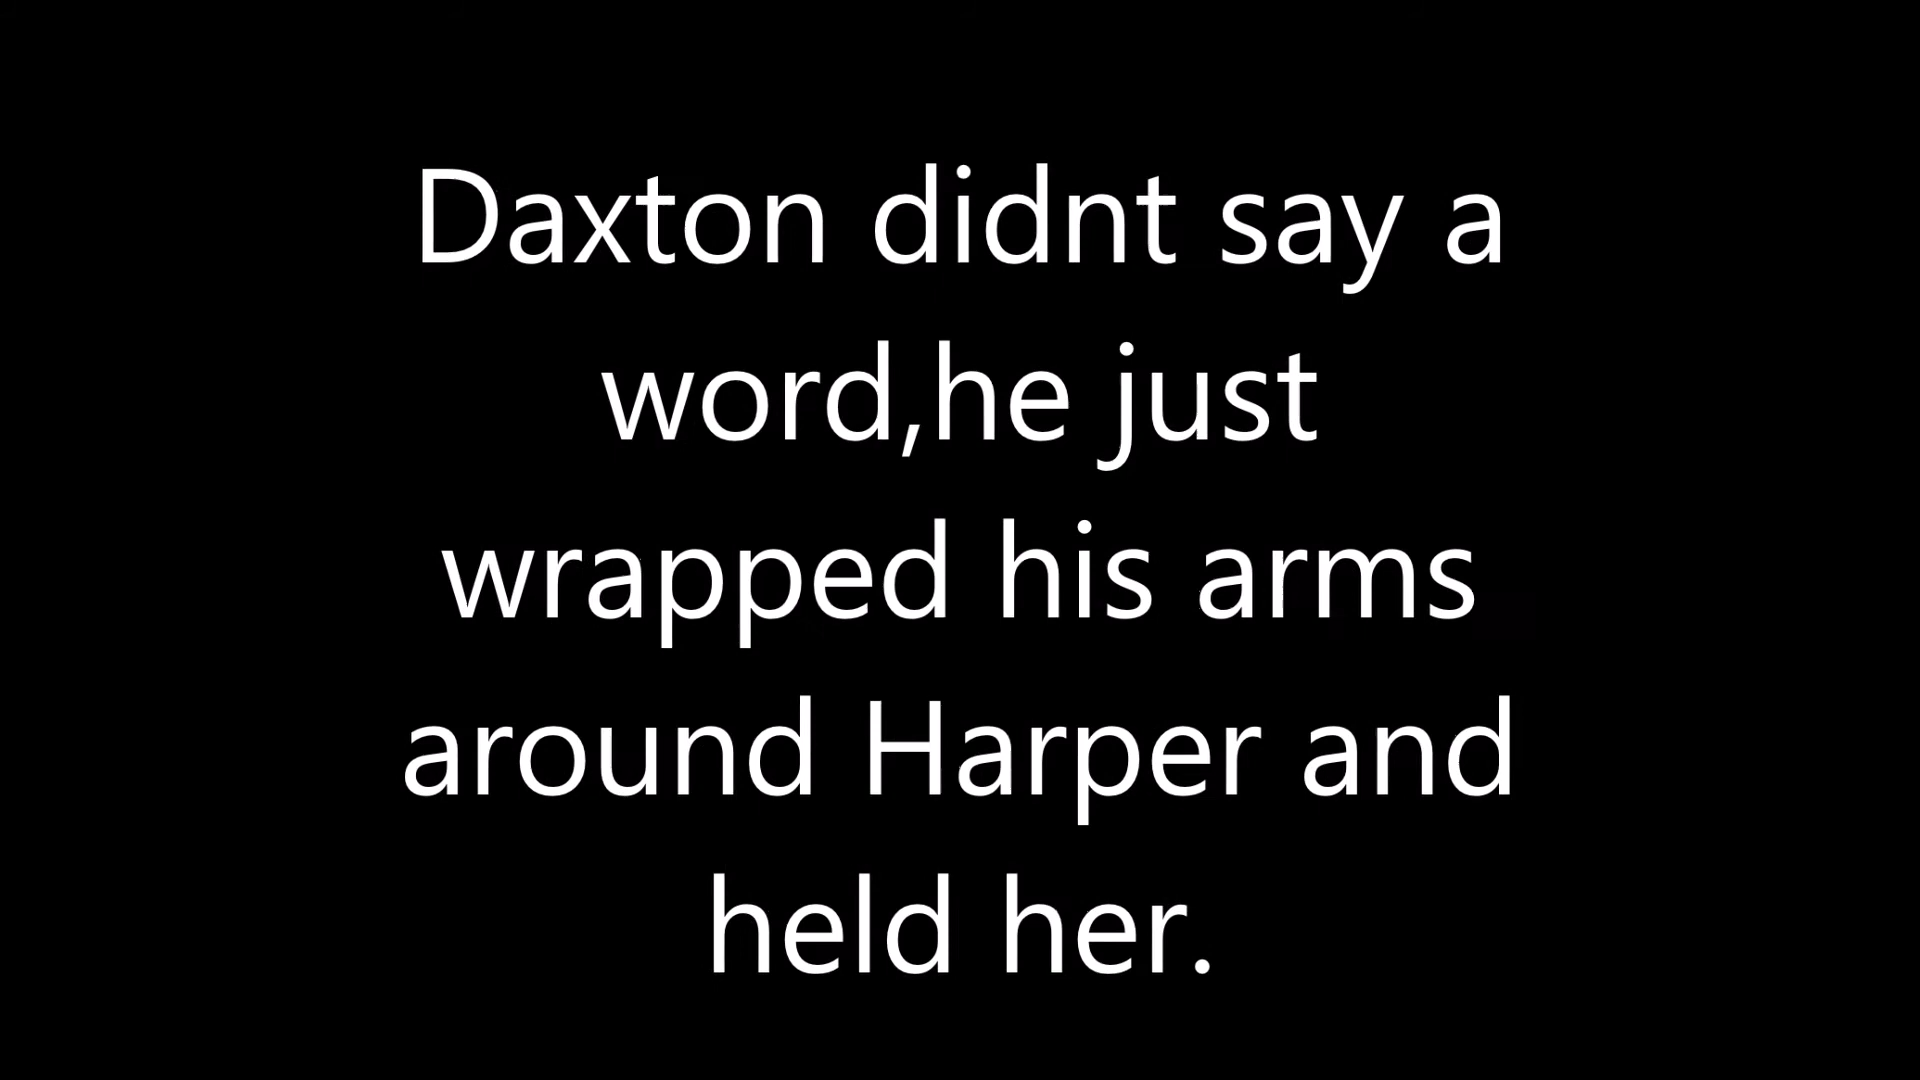 Daxton didnt say a
word,he just
wrapped his arms
around Harper and
held her.